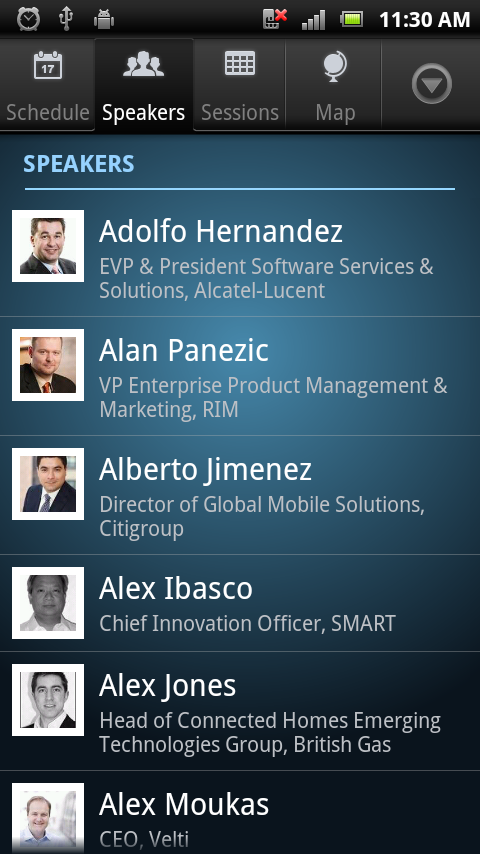 11:30 AM
17
Schedule Speakers Sessions Map
SPEAKERS
Adolfo Hernandez
EVP & President Software Services &
Solutions, Alcatel-Lucent
Alan Panezic
VP Enterprise Product Management &
Marketing, RIM
Alberto Jimenez
Director of Global Mobile Solutions,
Citigroup
Alex Ibasco
Chief Innovation Officer, SMART
Alex Jones
Head of Connected Homes Emerging
Technologies Group, British Gas
Alex Moukas
CEO, Velti